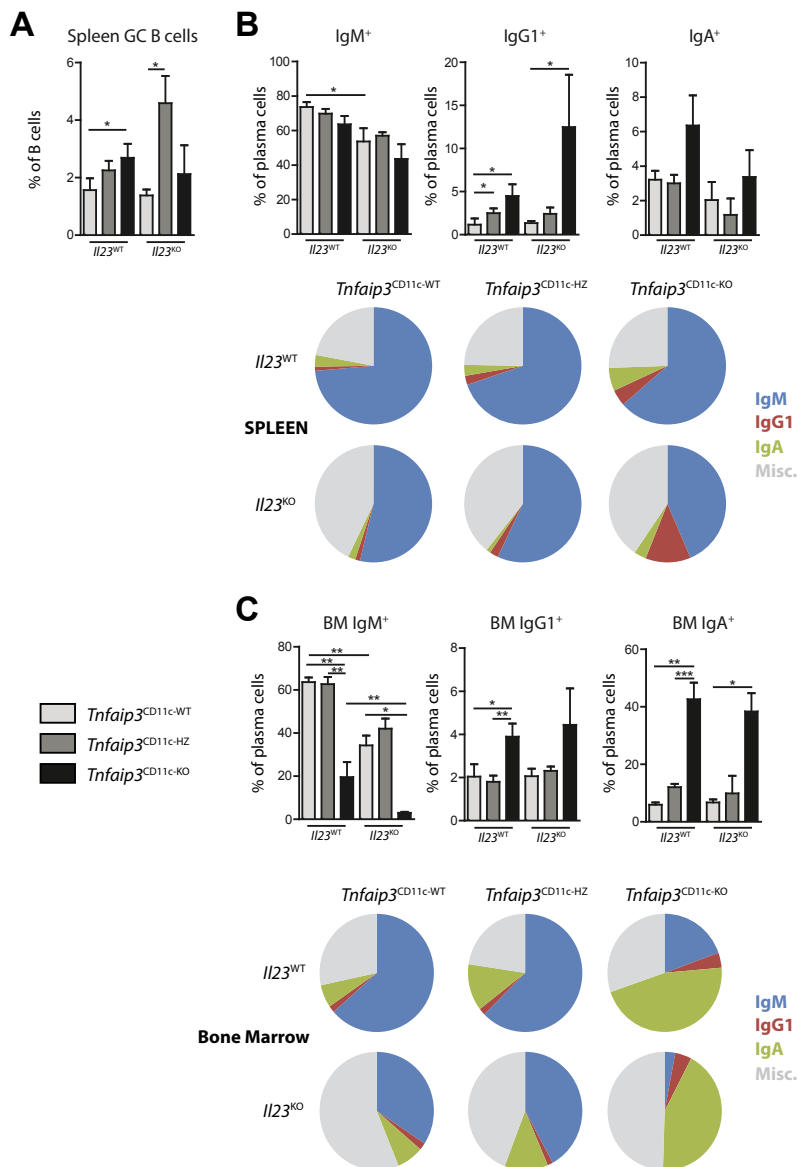 A
Spleen GC B cells
% of B cells
6
4
2
0
*
*
Il23WT
Il23KO
B
IgM+
% of plasma cells
100
80
60
40
20
0
*
Il23WT
Il23KO
IgG1+
% of plasma cells
20
15
10
5
0
*
*
*
Il23WT
Il23KO
IgA+
% of plasma cells
10
8
6
4
2
0
Il23WT
Il23KO
Tnfaip3CD11c-WT
Tnfaip3CD11c-HZ
Tnfaip3CD11c-KO
Il23WT
SPLEEN
Il23KO
IgM
IgG1
IgA
Misc.
C
Tnfaip3CD11c-WT
Tnfaip3CD11c-HZ
Tnfaip3CD11c-KO
BM IgM+
% of plasma cells
80
60
40
20
0
**
**
**
**
*
Il23WT
Il23KO
BM IgG1+
% of plasma cells
8
6
4
2
0
*
**
Il23WT
Il23KO
BM IgA+
% of plasma cells
60
40
20
0
**
***
*
Il23WT
Il23KO
Tnfaip3CD11c-WT
Tnfaip3CD11c-HZ
Tnfaip3CD11c-KO
Il23WT
Bone Marrow
Il23KO
IgM
IgG1
IgA
Misc.